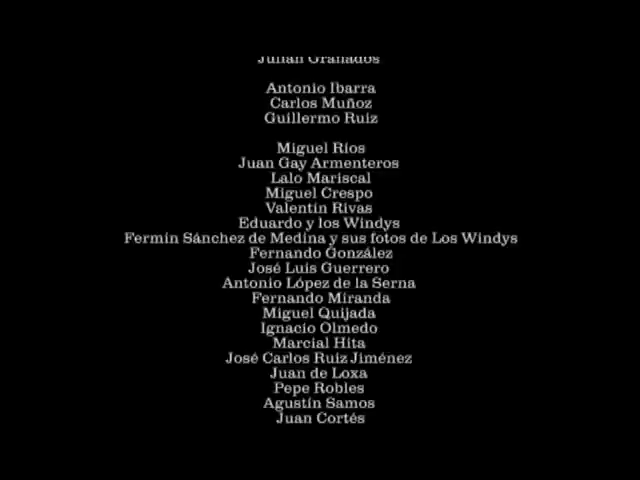 Julián Granados
Antonio Ibarra
Carlos Muñoz
Guillermo Ruiz
Miguel Ríos
Juan Gay Armenteros
Lalo Mariscal
Miguel Crespo
Valentín Rivas
Eduardo y los Windys
Fermín Sánchez de Medina y sus fotos de Los Windys
Fernando González
José Luís Guerrero
Antonio López de la Serna
Fernando Miranda
Miguel Quijada
Ignacio Olmedo
Marcial Hita
José Carlos Ruiz Jiménez
Juan de Loxa
Pepe Robles
Agustín Samos
Juan Cortés